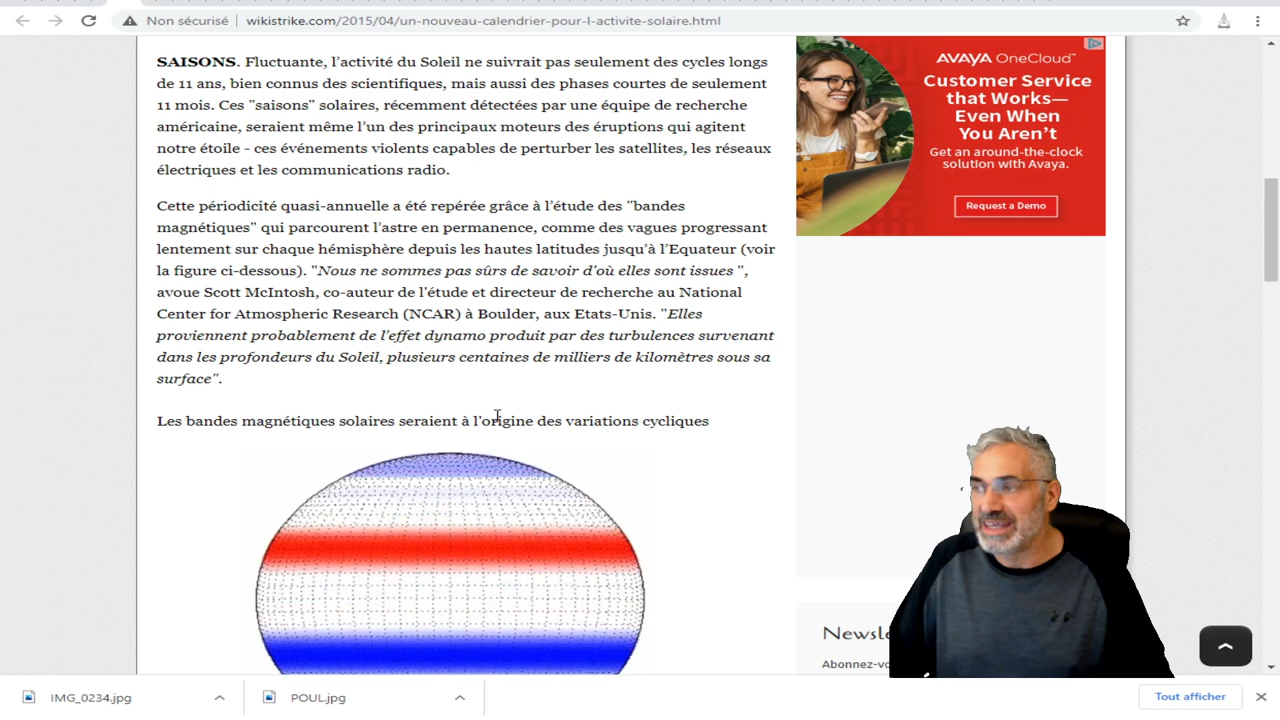 Non sécurisé
wikistrike.com/2015/04/un-nouveau-calendrier-pour-l-activite-solaire.html
SAISONS. Fluctuante, l'activité du Soleil ne suivrait pas seulement des cycles longs
de 11 ans, bien connus des scientifiques, mais aussi des phases courtes de seulement
11 mois. Ces "saisons" solaires, récemment détectées par une équipe de recherche
américaine, seraient même l'un des principaux moteurs des éruptions qui agitent
notre étoile - ces événements violents capables de perturber les satellites, les réseaux
électriques et les communications radio.
Cette périodicité quasi-annuelle a été repérée grâce à l'étude des "bandes
magnétiques" qui parcourent l'astre en permanence, comme des vagues progressant
lentement sur chaque hémisphère depuis les hautes latitudes jusqu'à l'Equateur (voir
la figure ci-dessous). "Nous ne sommes pas sûrs de savoir d'où elles sont issues ",
avoue Scott McIntosh, co-auteur de l'étude et directeur de recherche au National
Center for Atmospheric Research (NCAR) à Boulder, aux Etats-Unis. "Elles
proviennent probablement de l'effet dynamo produit par des turbulences survenant
dans les profondeurs du Soleil, plusieurs centaines de milliers de kilomètres sous sa
surface".
Les bandes magnétiques solaires seraient à l'origine des variations cycliques
AVAYA OneCloud™
Customer Service
that Works—
Even When
You Aren't
Get an around-the-clock
solution with Avaya.
Request a Demo
IMG_0234.jpg
POUL.jpg
Tout afficher